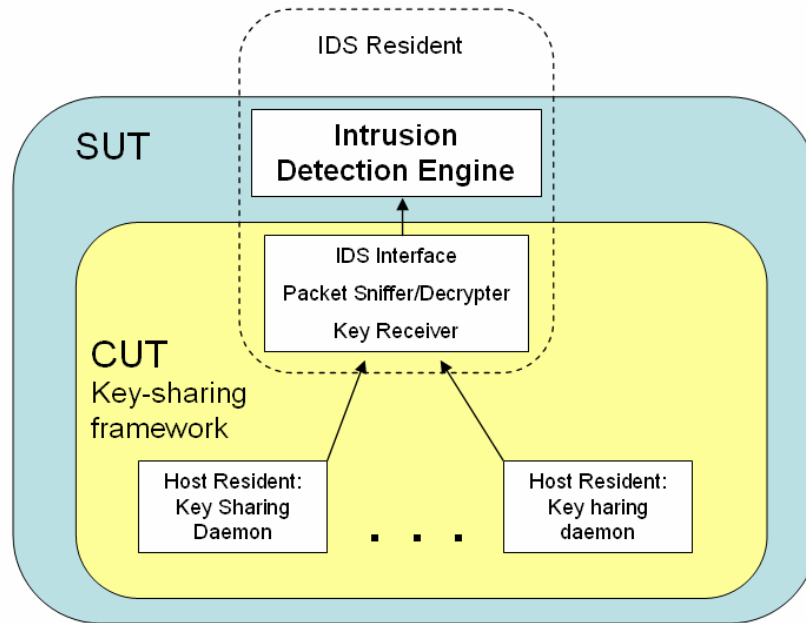 IDS Resident
SUT
Intrusion
Detection Engine
IDS Interface
Packet Sniffer/Decrypter
Key Receiver
CUT
Key-sharing
framework
Host Resident:
Key Sharing
Daemon
. . .
Host Resident:
Key haring
daemon